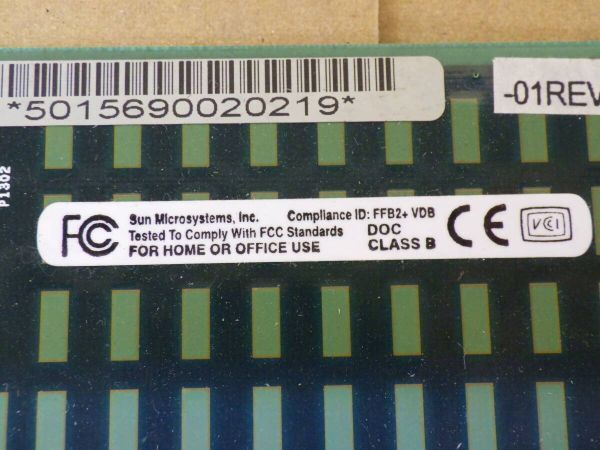 *5015690020219*
-01REV
P1302
FC Sun Microsystems, Inc. Compliance ID: FFB2+ VDB
Tested To Comply With FCC Standards DOC
FOR HOME OR OFFICE USE CLASS B
CE
VCI